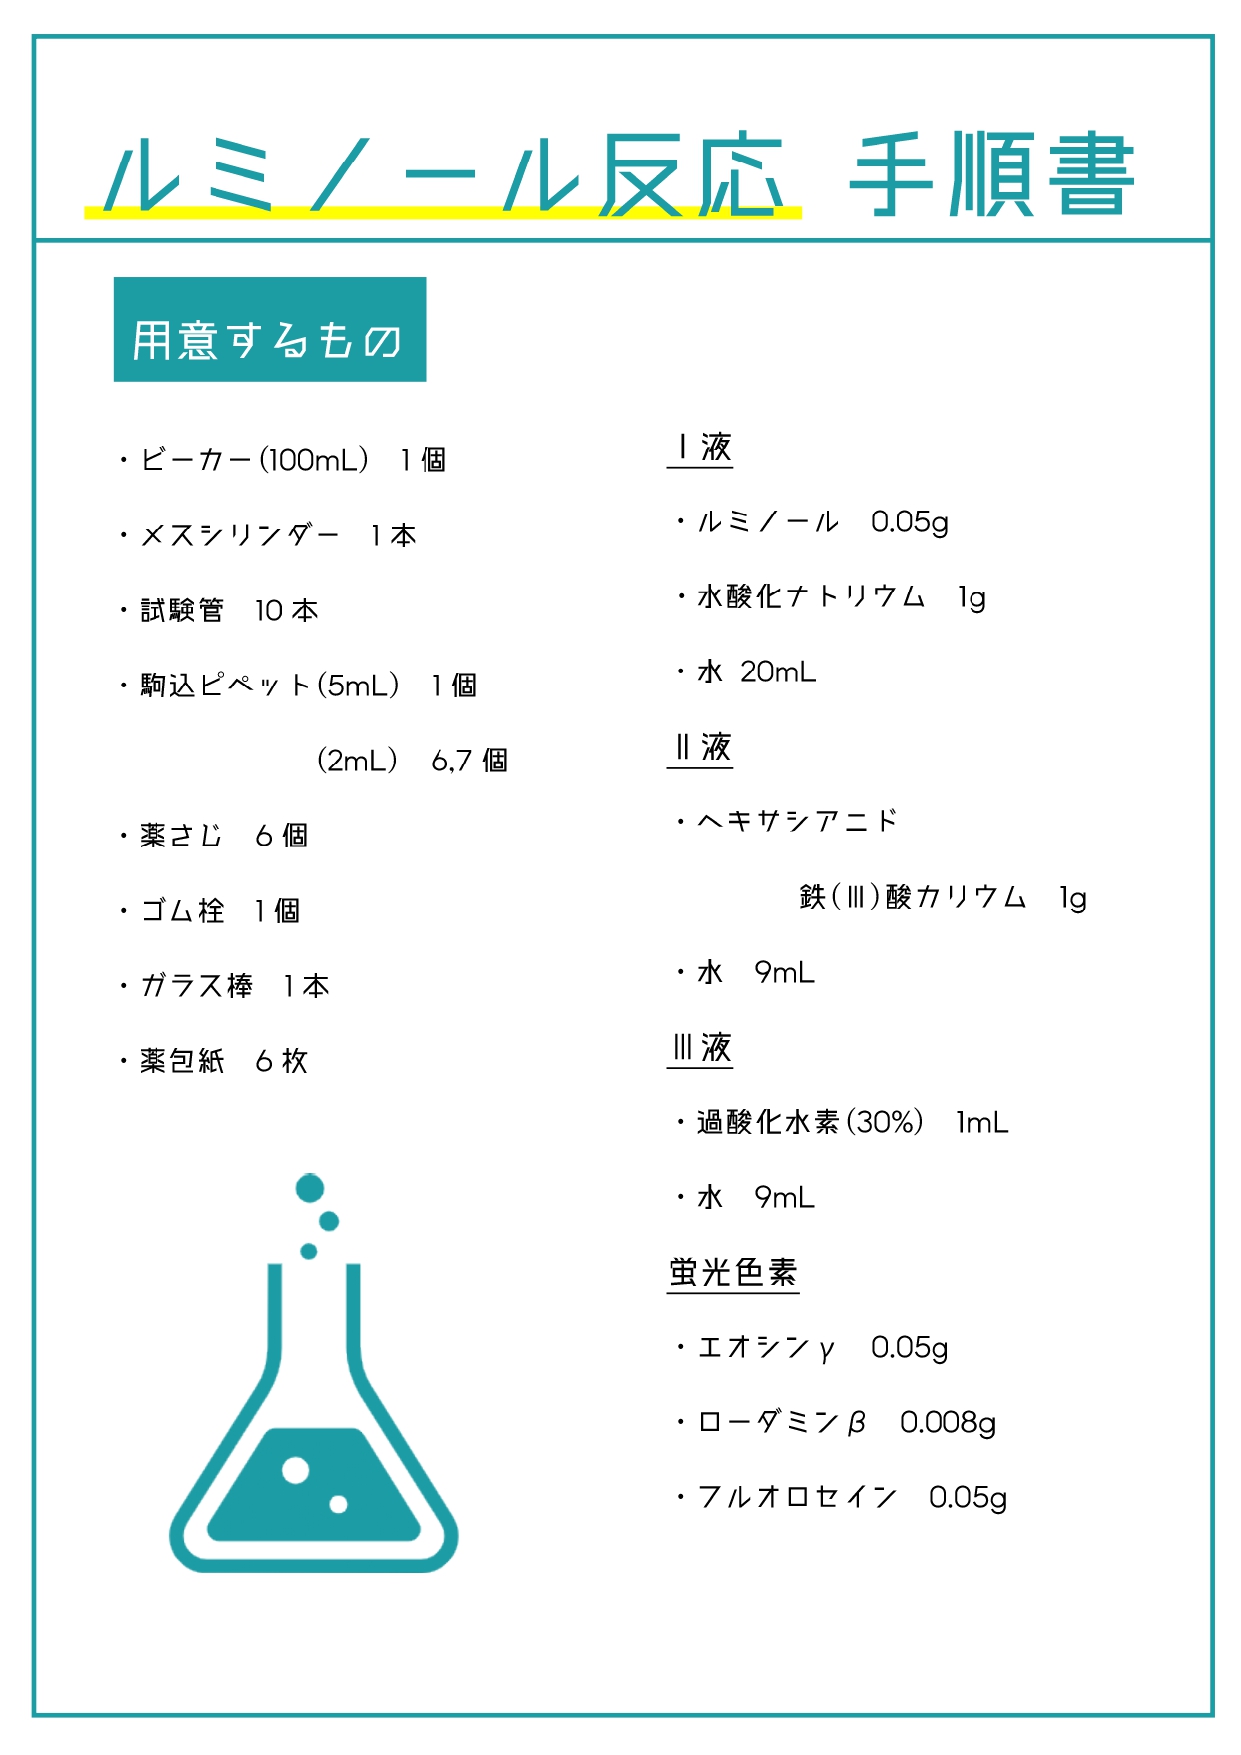 ルミノール反応 手順書
用意するもの
・ビーカー(100mL) 1個
・メスシリンダー 1本
・試験管 10本
・駒込ピペット(5mL) 1個
(2mL) 6,7個
・薬さじ 6個
・ゴム栓 1個
・ガラス棒 1本
・薬包紙 6枚
Ⅰ液
・ルミノール 0.05g
・水酸化ナトリウム 1g
・水 20mL
Ⅱ液
・ヘキサシアニド
鉄(Ⅲ)酸カリウム 1g
・水 9mL
Ⅲ液
・過酸化水素(30%) 1mL
・水 9mL
蛍光色素
・エオシンγ 0.05g
・ローダミンβ 0.008g
・フルオロセイン 0.05g